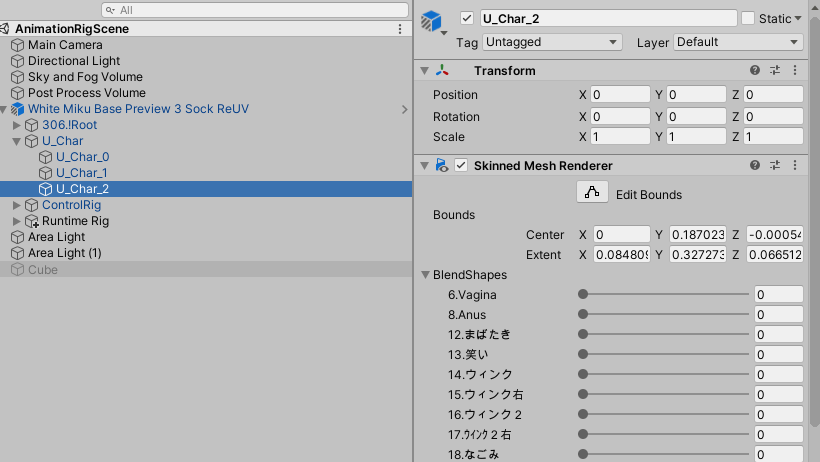 All
AnimationRigScene
Main Camera
Directional Light
Sky and Fog Volume
Post Process Volume
White Miku Base Preview 3 Sock ReUV
306.!Root
U_Char
U_Char_0
U_Char_1
U_Char_2
ControlRig
Runtime Rig
Area Light
Area Light (1)
Cube
U_Char_2 Static
Tag Untagged Layer Default
Transform
Position X 0 Y 0 Z 0
Rotation X 0 Y 0 Z 0
Scale X 1 Y 1 Z 1
Skinned Mesh Renderer
Edit Bounds
Bounds
Center X 0 Y 0.187023 Z -0.00054
Extent X 0.084809 Y 0.327273 Z 0.066512
BlendShapes
6.Vagina 0
8.Anus 0
12.まばたき 0
13.笑い 0
14.ウィンク 0
15.ウィンク右 0
16.ウィンク２ 0
17.ｳｨﾝｸ２右 0
18.なごみ 0